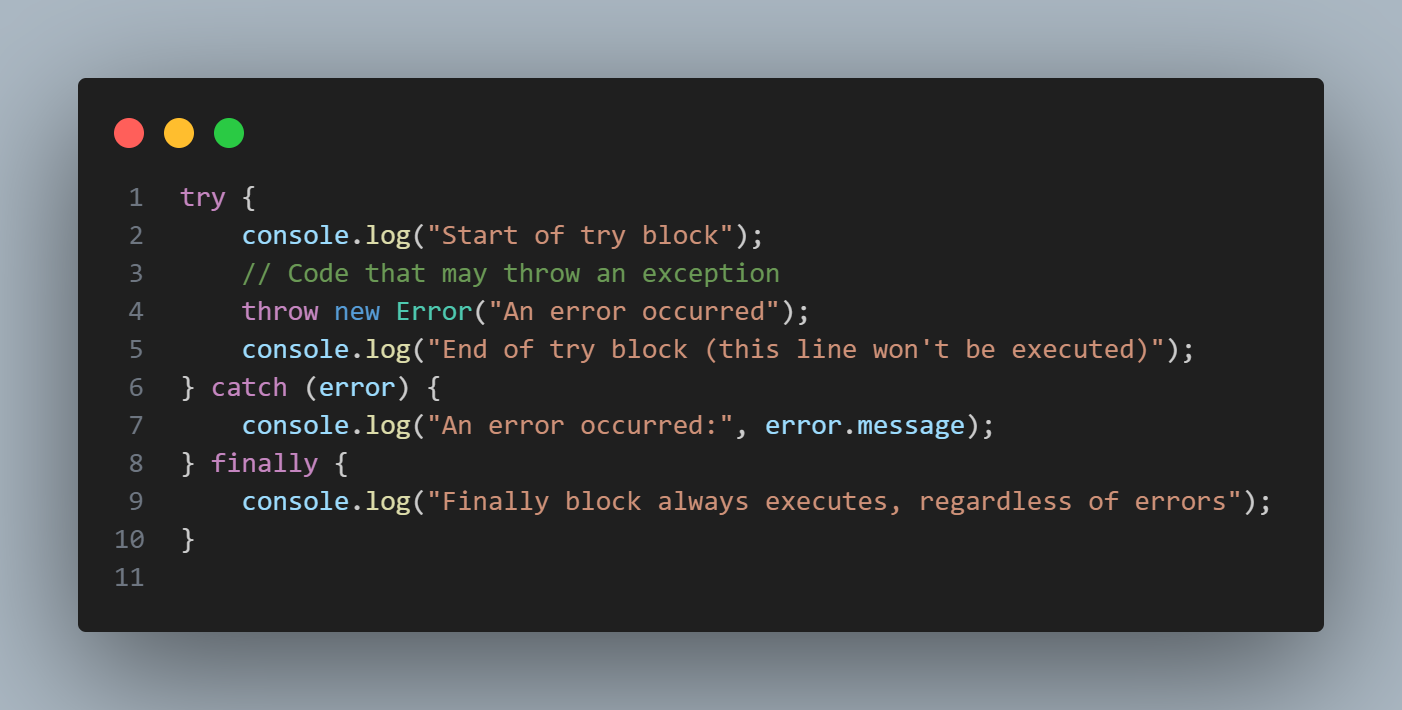 1 try {
2     console.log("Start of try block");
3     // Code that may throw an exception
4     throw new Error("An error occurred");
5     console.log("End of try block (this line won't be executed)");
6 } catch (error) {
7     console.log("An error occurred:", error.message);
8 } finally {
9     console.log("Finally block always executes, regardless of errors");
10 }
11